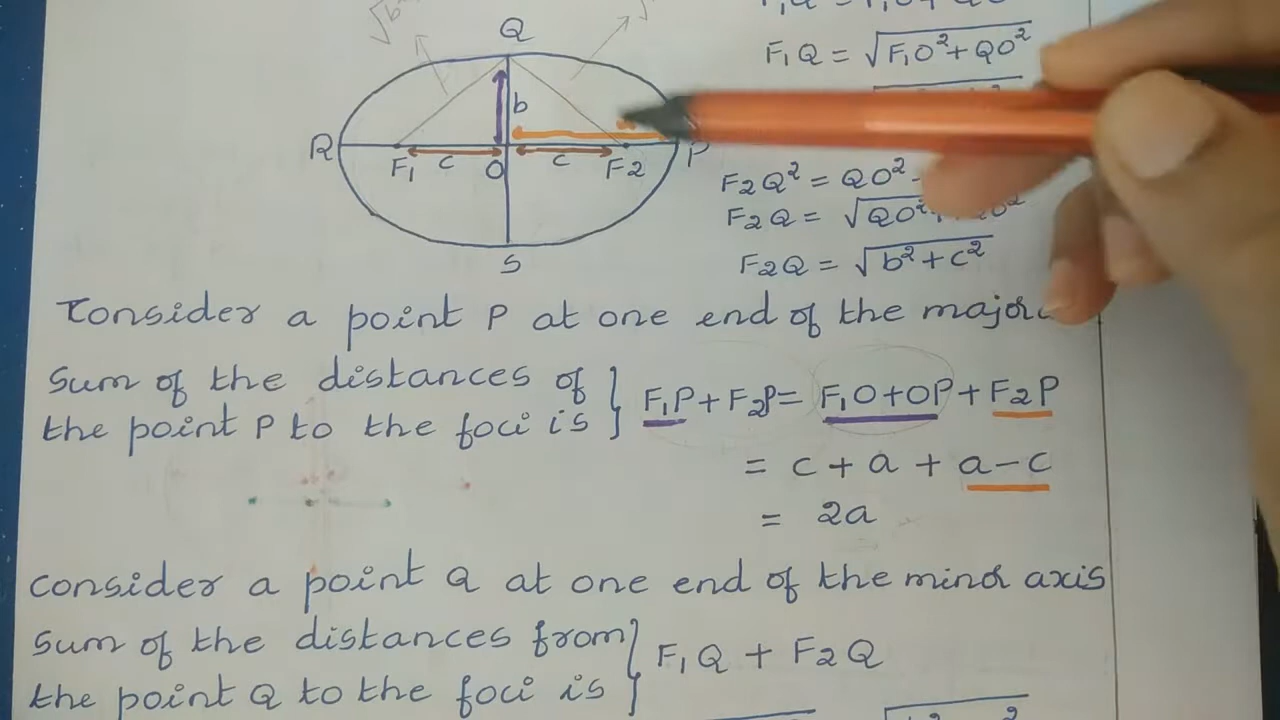 Q
F₁Q = √F₁O²+QO²
b
R
F₁
c
O
c
F2
P
F₂Q² = QO²
F₂Q =
F₂Q = √b²+c²
S
Consider a point P at one end of the major
sum of the distances of
the point P to the foci is } F₁P + F₂P = F₁O+OP + F₂P
= c + a + a-c
= 2a
consider a point Q at one end of the minor axis
sum of the distances from
the point Q to the foci is } F₁Q + F₂Q